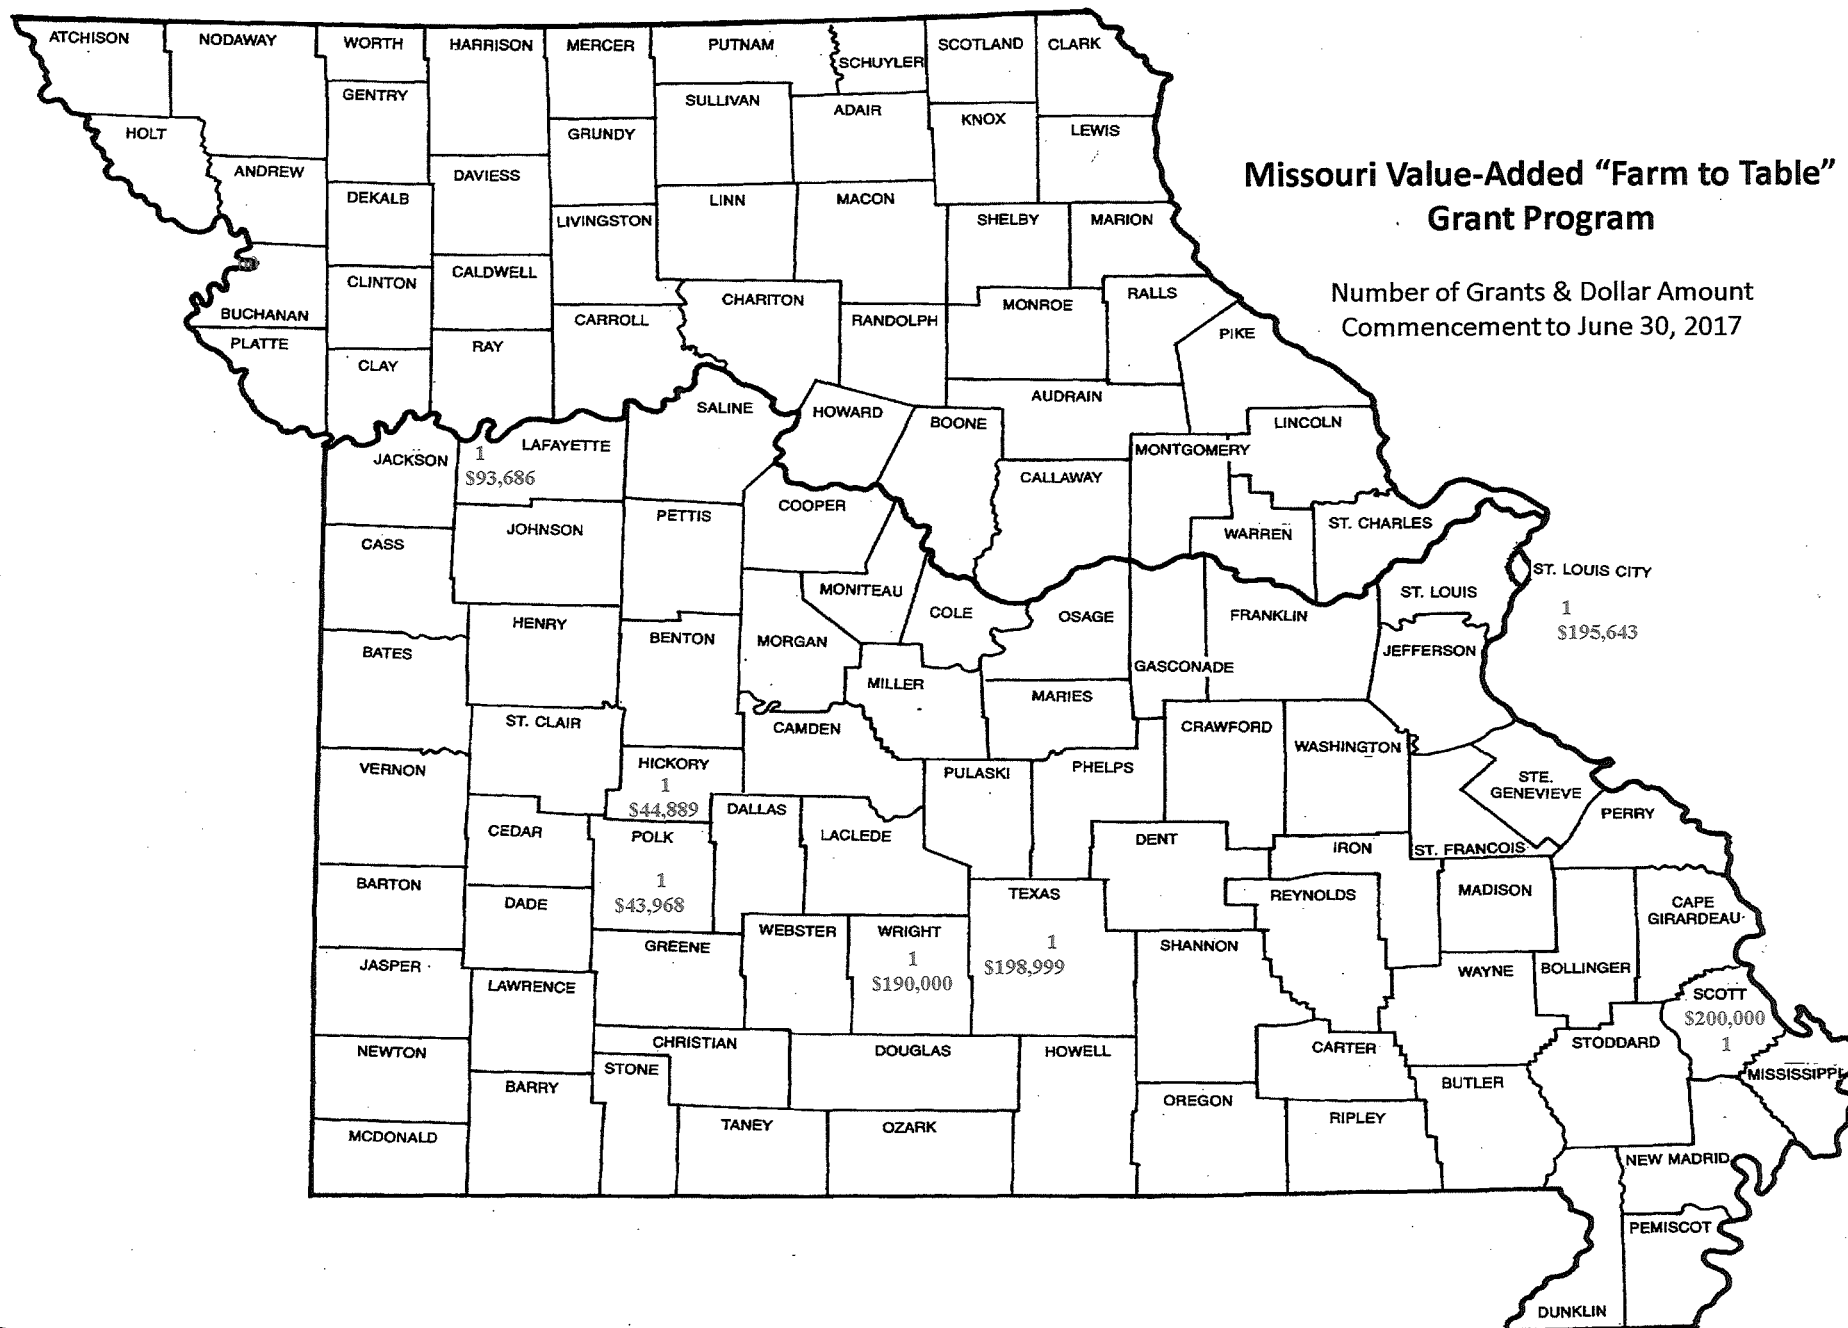 ATCHISON
NODAWAY
WORTH
HARRISON
MERCER
PUTNAM
SCHUYLER
SCOTLAND
CLARK
GENTRY
SULLIVAN
ADAIR
KNOX
LEWIS
HOLT
GRUNDY
ANDREW
DAVIESS
DEKALB
LINN
MACON
LIVINGSTON
SHELBY
MARION
Missouri Value-Added “Farm to Table”
Grant Program
Number of Grants & Dollar Amount
Commencement to June 30, 2017
CLINTON
CALDWELL
CHARITON
MONROE
RALLS
BUCHANAN
CARROLL
RANDOLPH
PIKE
PLATTE
RAY
CLAY
AUDRAIN
SALINE
HOWARD
BOONE
LINCOLN
LAFAYETTE
1
$93,686
JACKSON
MONTGOMERY
CALLAWAY
COOPER
PETTIS
JOHNSON
CASS
WARREN
ST. CHARLES
ST. LOUIS CITY
1
$195,643
MONITEAU
ST. LOUIS
COLE
OSAGE
FRANKLIN
HENRY
BENTON
MORGAN
BATES
JEFFERSON
GASCONADE
MILLER
MARIES
ST. CLAIR
CAMDEN
CRAWFORD
WASHINGTON
VERNON
HICKORY
1
$44,889
PULASKI
PHELPS
STE.
GENEVIEVE
DALLAS
PERRY
CEDAR
POLK
1
$43,968
LACLEDE
DENT
IRON
ST. FRANCOIS
BARTON
DADE
TEXAS
1
$198,999
REYNOLDS
MADISON
CAPE
GIRARDEAU
GREENE
WEBSTER
WRIGHT
1
$190,000
SHANNON
JASPER
LAWRENCE
WAYNE
BOLLINGER
SCOTT
$200,000
1
NEWTON
CHRISTIAN
DOUGLAS
HOWELL
CARTER
STODDARD
STONE
BARRY
BUTLER
MISSISSIPPI
OREGON
RIPLEY
MCDONALD
TANEY
OZARK
NEW MADRID
PEMISCOT
DUNKLIN